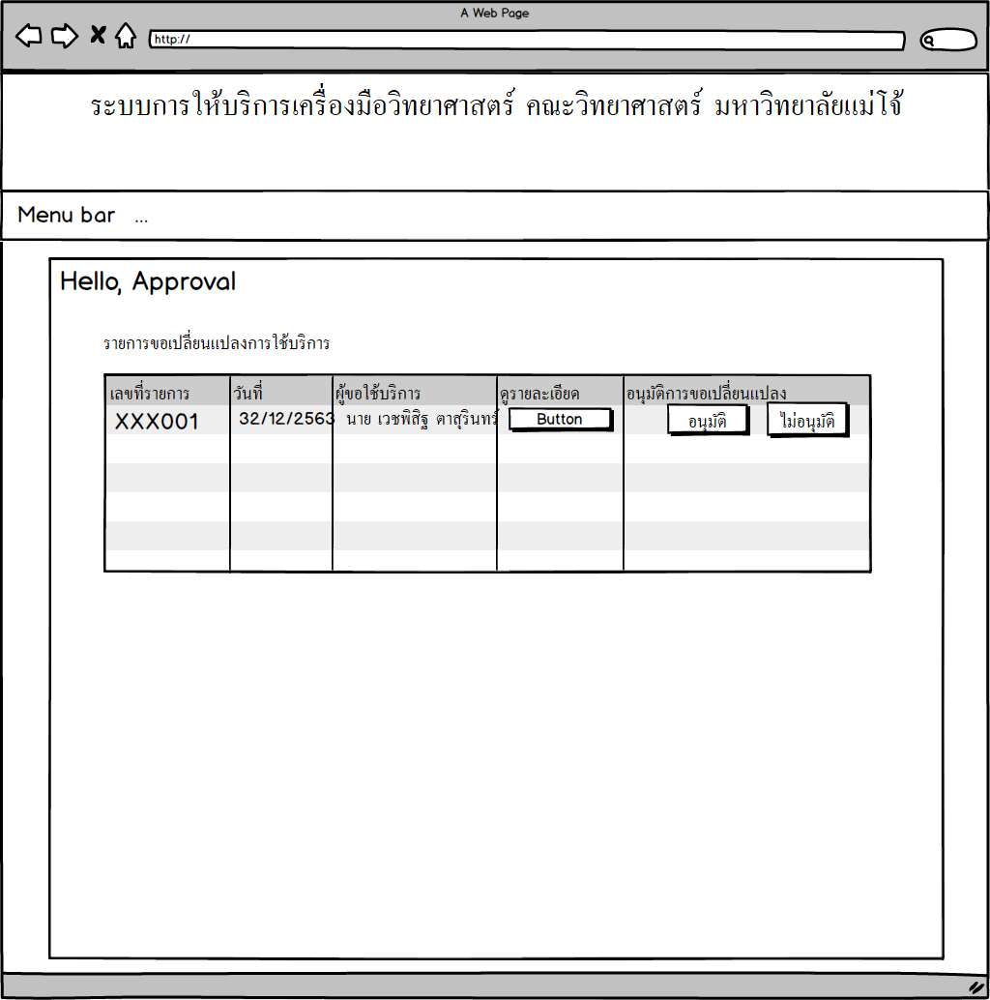 A Web Page
http://
ระบบการให้บริการเครื่องมือวิทยาศาสตร์ คณะวิทยาศาสตร์ มหาวิทยาลัยแม่โจ้
Menu bar ...
Hello, Approval
รายการขอเปลี่ยนแปลงการใช้บริการ
เลขที่รายการ วันที่ ผู้ขอใช้บริการ ดูรายละเอียด อนุมัติการขอเปลี่ยนแปลง
XXX001 32/12/2563 นาย เวชพิสิฐ ตาสุรินทร์ Button อนุมัติ ไม่อนุมัติ